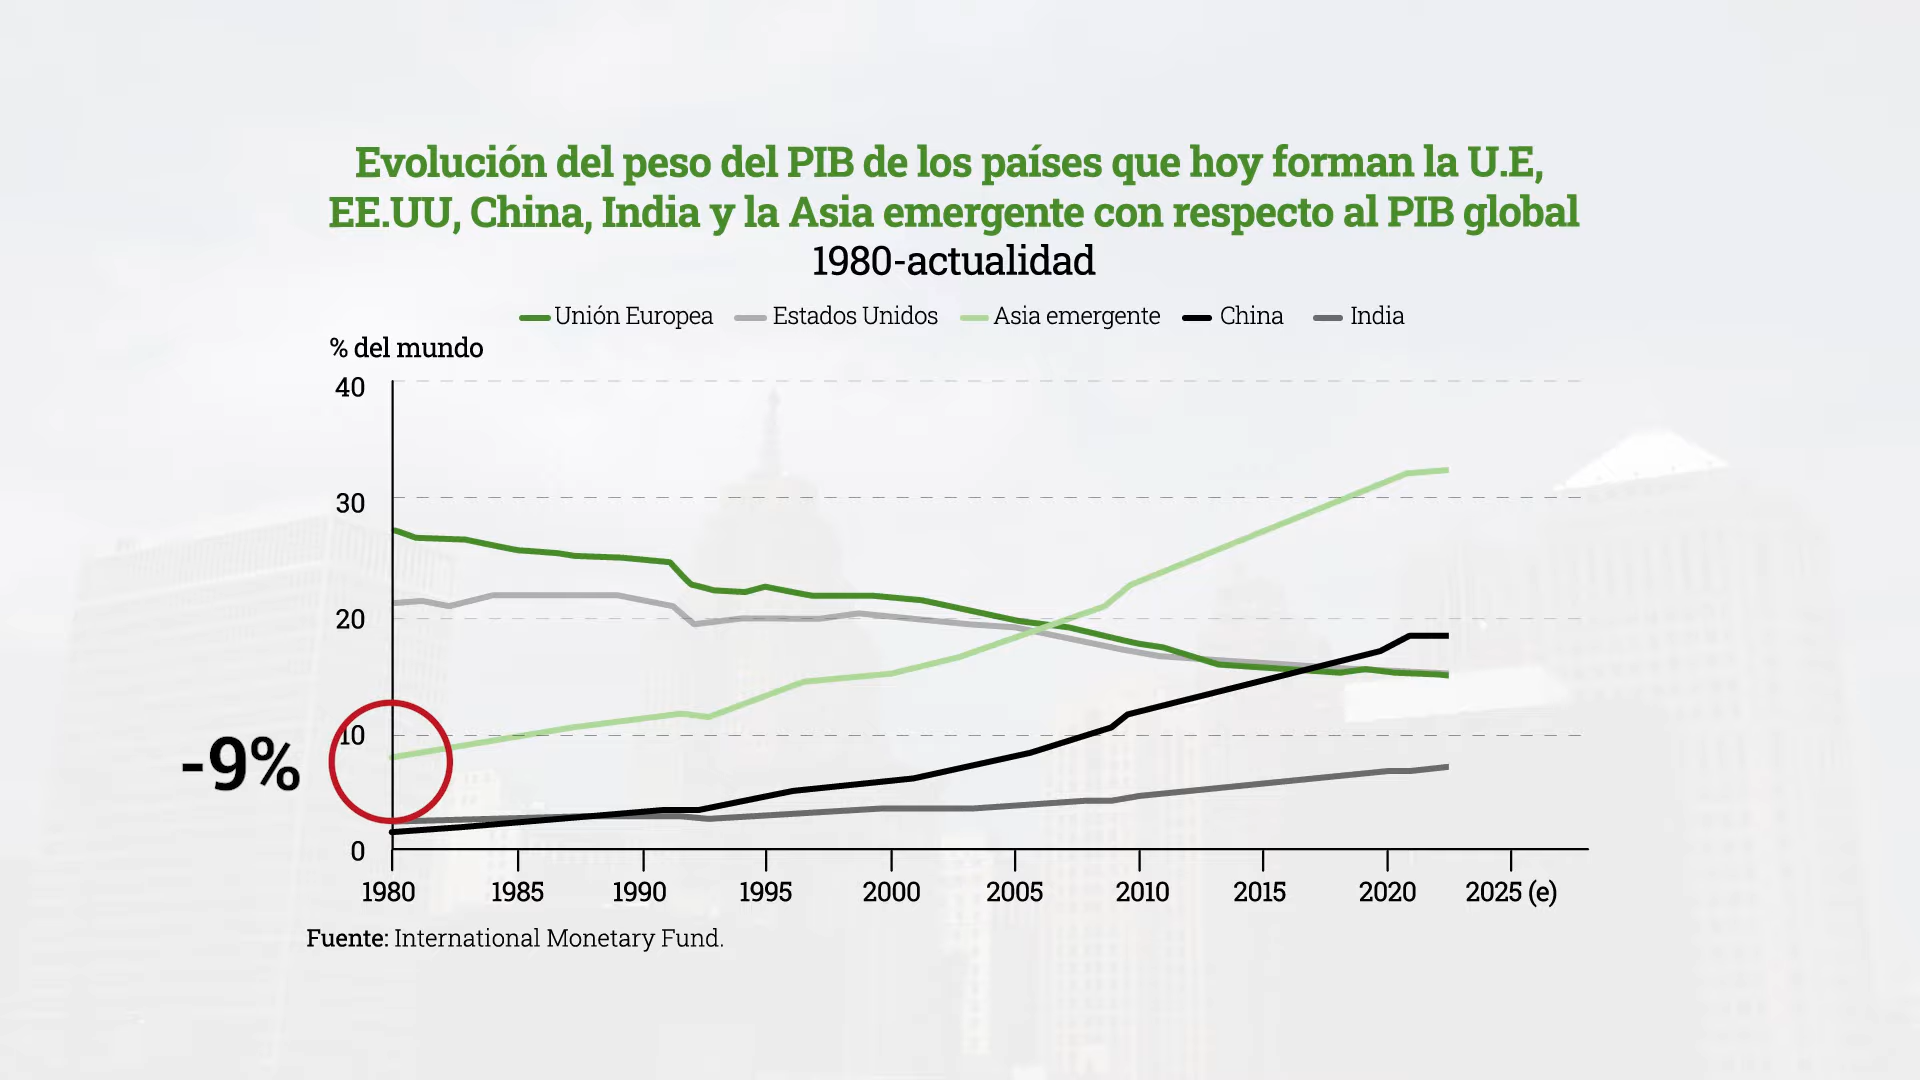 Evolución del peso del PIB de los países que hoy forman la U.E,
EE.UU, China, India y la Asia emergente con respecto al PIB global
1980-actualidad
Unión Europea Estados Unidos Asia emergente China India
% del mundo
40
30
20
10
-9%
0
1980 1985 1990 1995 2000 2005 2010 2015 2020 2025 (e)
Fuente: International Monetary Fund.